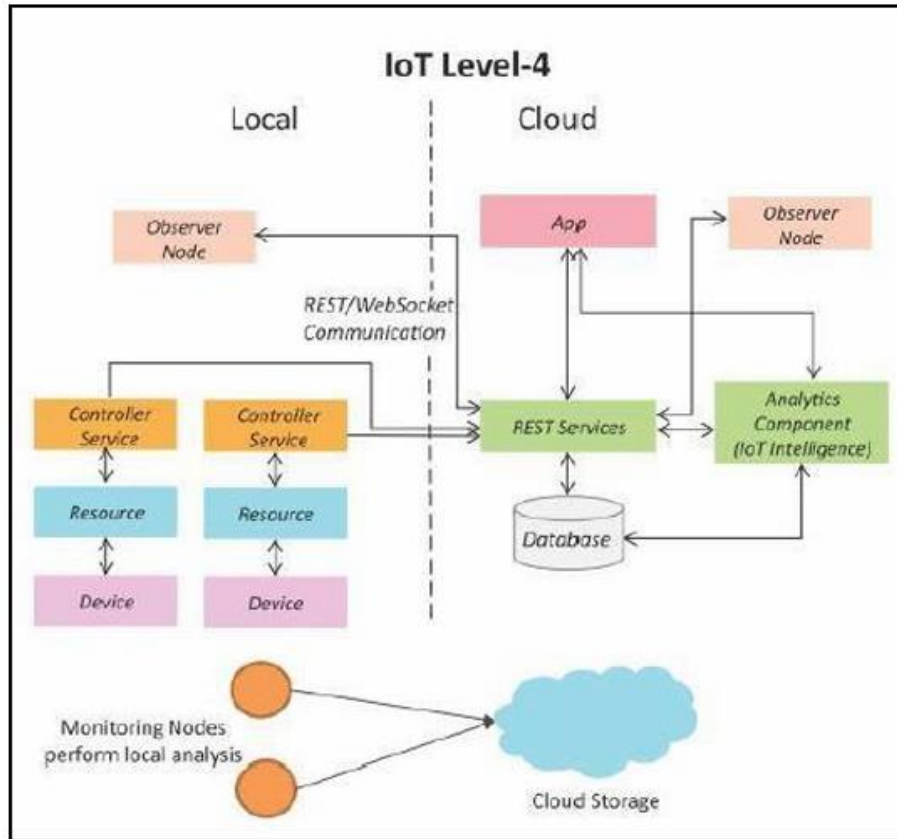 IoT Level-4
Local
Cloud
Observer
Node
App
Observer
Node
REST/WebSocket
Communication
Controller
Service
Controller
Service
REST Services
Analytics
Component
(IoT Intelligence)
Resource
Resource
Database
Device
Device
Monitoring Nodes
perform local analysis
Cloud Storage